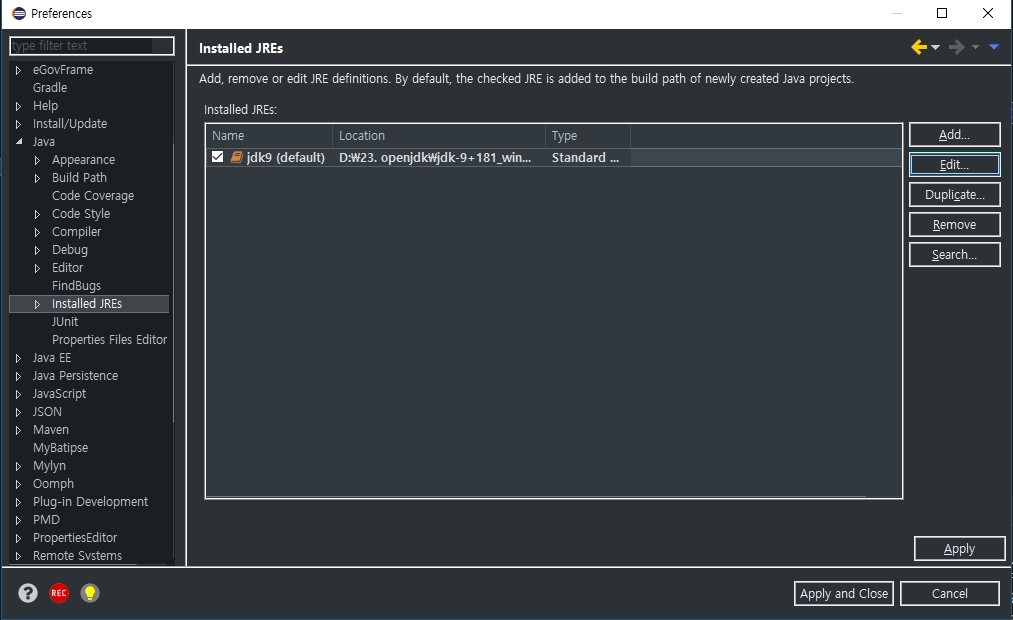 Preferences
type filter text
Installed JREs
eGovFrame
Gradle
Help
Install/Update
Java
Appearance
Build Path
Code Coverage
Code Style
Compiler
Debug
Editor
FindBugs
Installed JREs
JUnit
Properties Files Editor
Java EE
Java Persistence
JavaScript
JSON
Maven
MyBatipse
Mylyn
Oomph
Plug-in Development
PMD
PropertiesEditor
Remote Systems
Add, remove or edit JRE definitions. By default, the checked JRE is added to the build path of newly created Java projects.
Installed JREs:
Name Location Type
jdk9 (default) D:₩23. openjdk₩jdk-9+181_win... Standard ...
Add...
Edit...
Duplicate...
Remove
Search...
Apply
? REC
Apply and Close Cancel